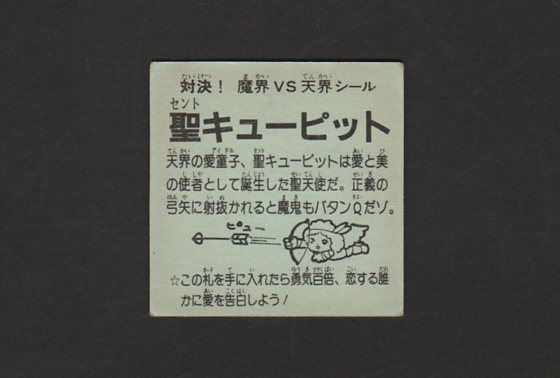 対決！ 魔界VS天界シール
聖キューピット
天界の愛童子、聖キューピットは愛と美
の使者として誕生した聖天使だ。正義の
弓矢に射抜かれると魔鬼もバタンQだゾ。
ピュー
☆この札を手に入れたら勇気百倍、恋する誰
かに愛を告白しよう！